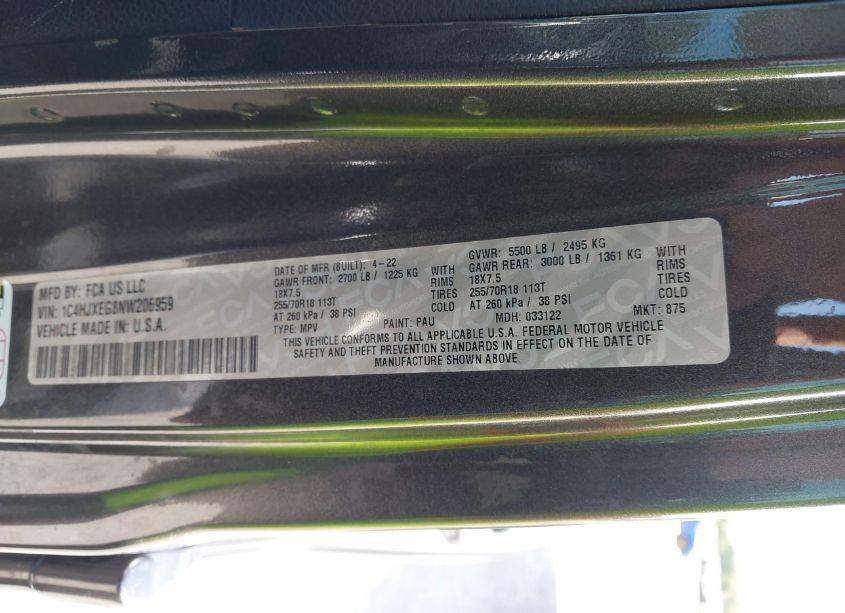 MFD BY: FCA US LLC
VIN: 1C4HJXEG8NW206959
VEHICLE MADE IN: U.S.A.
DATE OF MFR (BUILT): 4-22
GAWR FRONT: 2700 LB / 1225 KG WITH
18X7.5 RIMS
255/70R18 113T TIRES
AT 260 kPa / 38 PSI COLD
GVWR: 5500 LB / 2495 KG
GAWR REAR: 3000 LB / 1361 KG WITH
18X7.5 RIMS
255/70R18 113T TIRES
AT 260 kPa / 38 PSI COLD
TYPE: MPV PAINT: PAU MDH: 033122 MKT: 875
THIS VEHICLE CONFORMS TO ALL APPLICABLE U.S.A. FEDERAL MOTOR VEHICLE
SAFETY AND THEFT PREVENTION STANDARDS IN EFFECT ON THE DATE OF
MANUFACTURE SHOWN ABOVE.